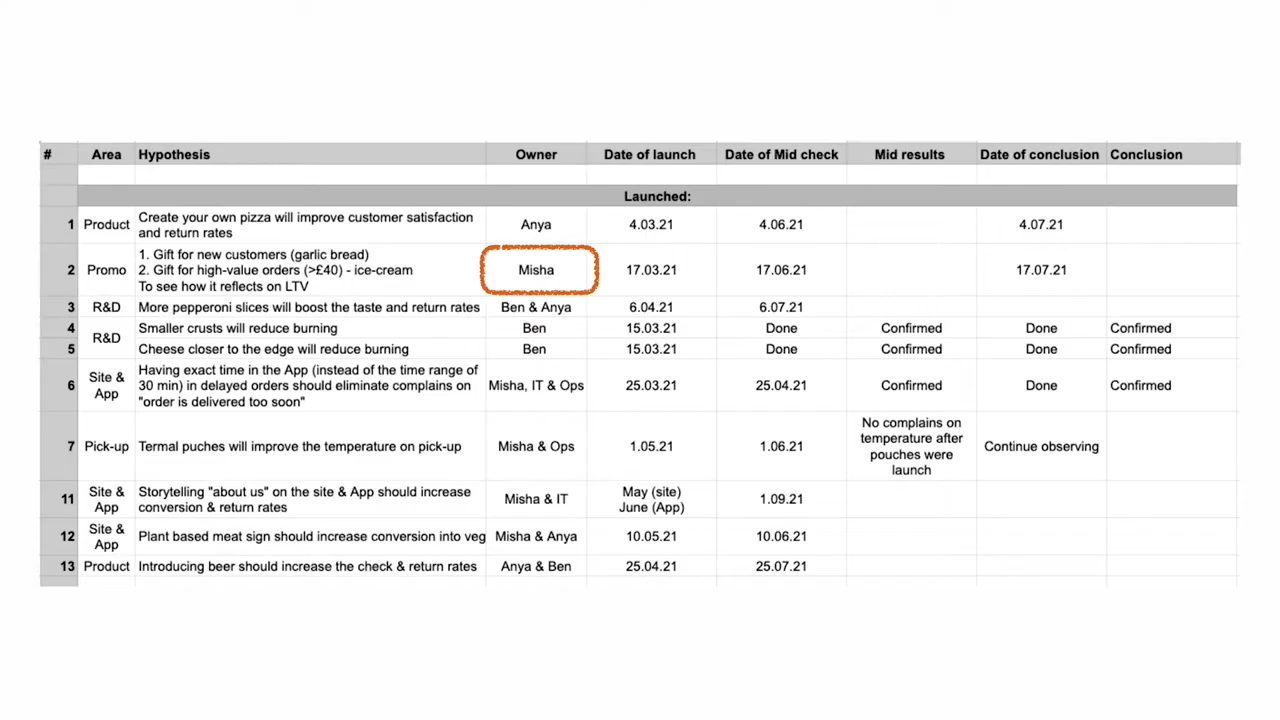 # Area Hypothesis Owner Date of launch Date of Mid check Mid results Date of conclusion Conclusion
Launched:
1 Product Create your own pizza will improve customer satisfaction
and return rates Anya 4.03.21 4.06.21 4.07.21
2 Promo 1. Gift for new customers (garlic bread)
2. Gift for high-value orders (>£40) - ice-cream
To see how it reflects on LTV Misha 17.03.21 17.06.21 17.07.21
3 R&D More pepperoni slices will boost the taste and return rates Ben & Anya 6.04.21 6.07.21
4 R&D Smaller crusts will reduce burning Ben 15.03.21 Done Confirmed Done Confirmed
5 Cheese closer to the edge will reduce burning Ben 15.03.21 Done Confirmed Done Confirmed
6 Site &
App Having exact time in the App (instead of the time range of
30 min) in delayed orders should eliminate complains on
"order is delivered too soon" Misha, IT & Ops 25.03.21 25.04.21 Confirmed Done Confirmed
7 Pick-up Termal puches will improve the temperature on pick-up Misha & Ops 1.05.21 1.06.21 No complains on
temperature after
pouches were
launch Continue observing
11 Site &
App Storytelling "about us" on the site & App should increase
conversion & return rates Misha & IT May (site)
June (App) 1.09.21
12 Site &
App Plant based meat sign should increase conversion into veg Misha & Anya 10.05.21 10.06.21
13 Product Introducing beer should increase the check & return rates Anya & Ben 25.04.21 25.07.21